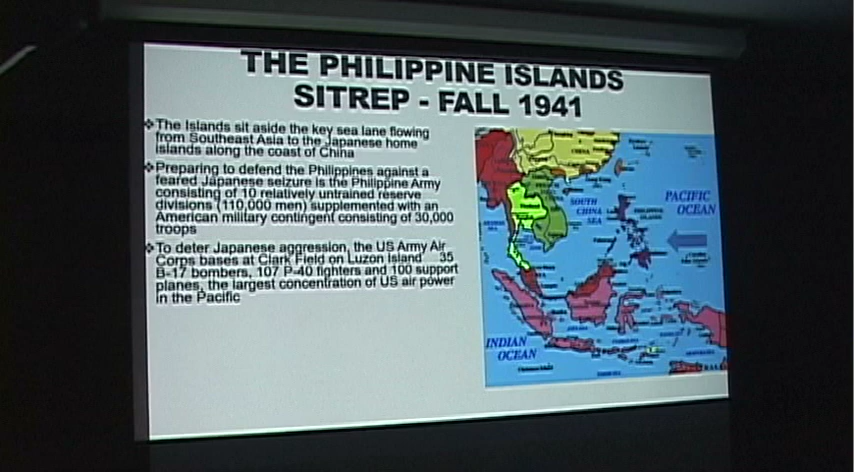 THE PHILIPPINE ISLANDS
SITREP - FALL 1941
❖The Islands sit aside the key sea lane flowing
from Southeast Asia to the Japanese home
islands along the coast of China
❖Preparing to defend the Philippines against a
feared Japanese seizure is the Philippine Army
consisting of 10 relatively untrained reserve
divisions (110,000 men) supplemented with an
American military contingent consisting of 30,000
troops
❖To deter Japanese aggression, the US Army Air
Corps bases at Clark Field on Luzon Island 35
B-17 bombers, 107 P-40 fighters and 100 support
planes, the largest concentration of US air power
in the Pacific
CHINA
PACIFIC
OCEAN
SOUTH
CHINA
SEA
PHILIPPINE
ISLANDS
INDIAN
OCEAN